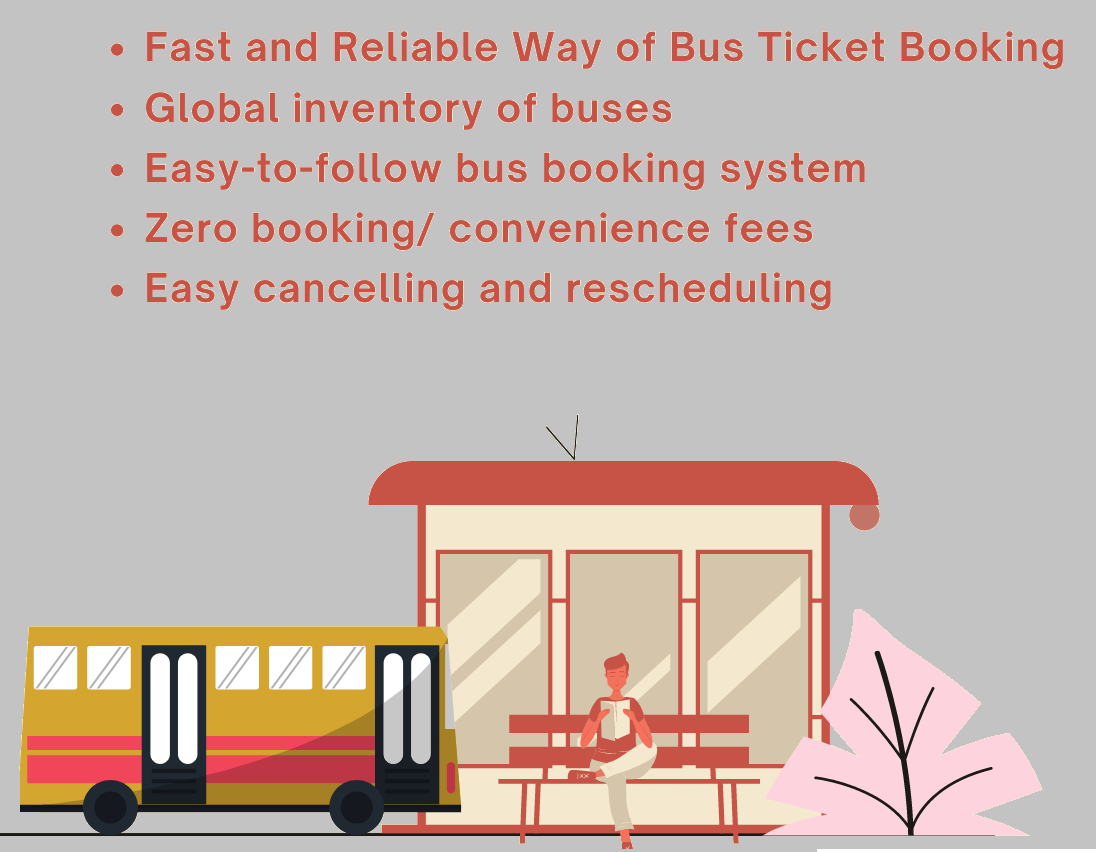 • Fast and Reliable Way of Bus Ticket Booking
• Global inventory of buses
• Easy-to-follow bus booking system
• Zero booking/ convenience fees
• Easy cancelling and rescheduling